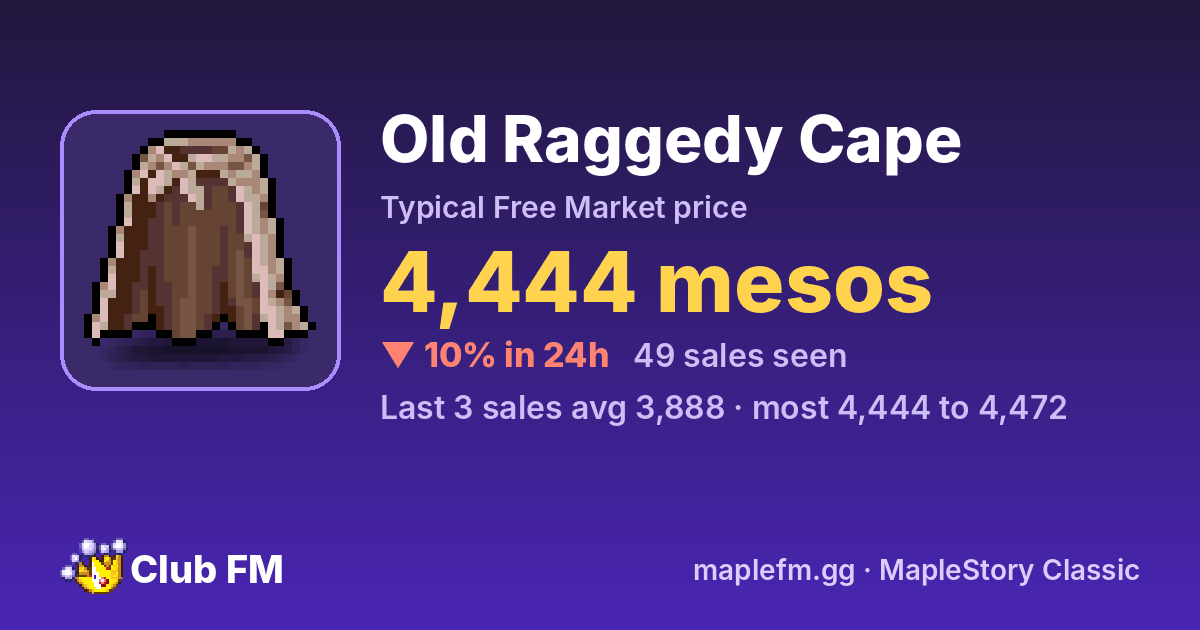 Old Raggedy Cape
Typical Free Market price
4,444 mesos
▼ 10% in 24h 49 sales seen
Last 3 sales avg 3,888 · most 4,444 to 4,472
Club FM
maplefm.gg · MapleStory Classic